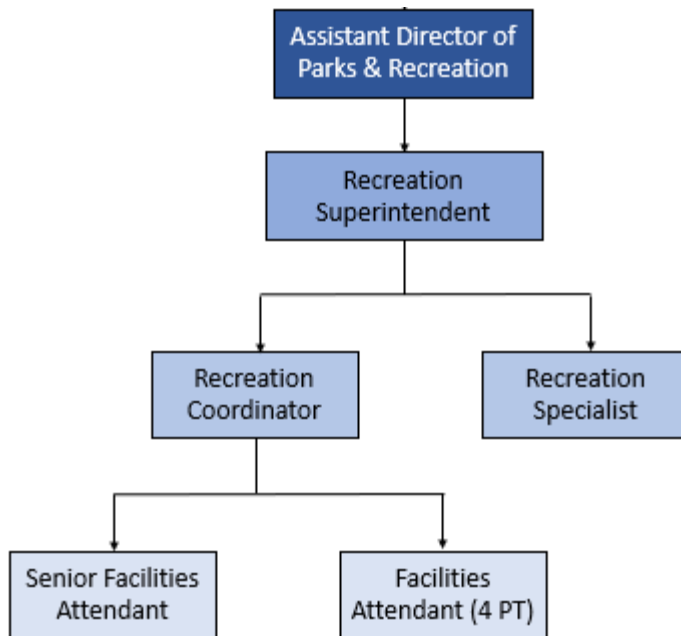 Assistant Director of
Parks & Recreation
Recreation
Superintendent
Recreation
Coordinator
Recreation
Specialist
Senior Facilities
Attendant
Facilities
Attendant (4 PT)